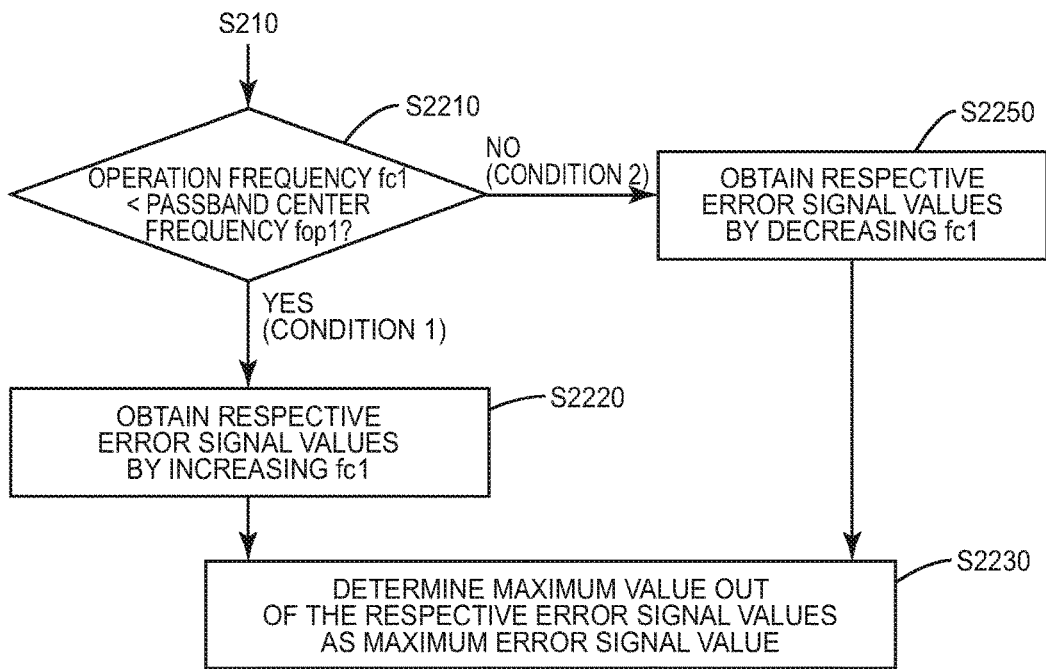 S210
S2210
OPERATION FREQUENCY fc1
< PASSBAND CENTER
FREQUENCY fop1?
NO
(CONDITION 2)
S2250
OBTAIN RESPECTIVE
ERROR SIGNAL VALUES
BY DECREASING fc1
YES
(CONDITION 1)
S2220
OBTAIN RESPECTIVE
ERROR SIGNAL VALUES
BY INCREASING fc1
S2230
DETERMINE MAXIMUM VALUE OUT
OF THE RESPECTIVE ERROR SIGNAL VALUES
AS MAXIMUM ERROR SIGNAL VALUE